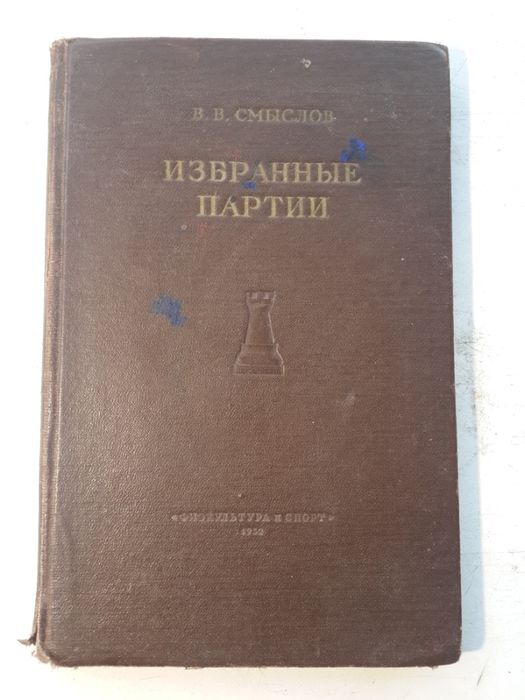 В. В. СМЫСЛОВ
ИЗБРАННЫЕ
ПАРТИИ
«ФИЗКУЛЬТУРА И СПОРТ»
1952